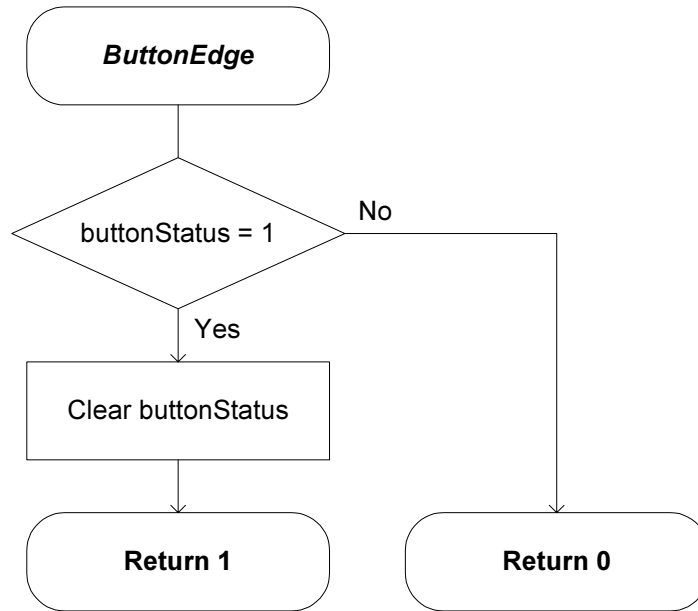 ButtonEdge
buttonStatus = 1
No
Yes
Clear buttonStatus
Return 1
Return 0